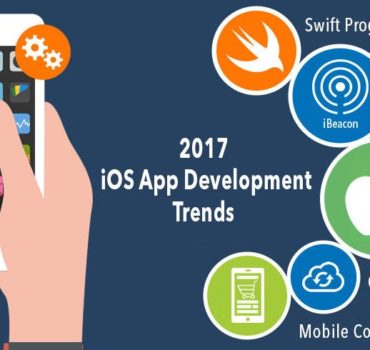 Swift Prog
iBeacon
2017
iOS App Development
Trends
Mobile Co